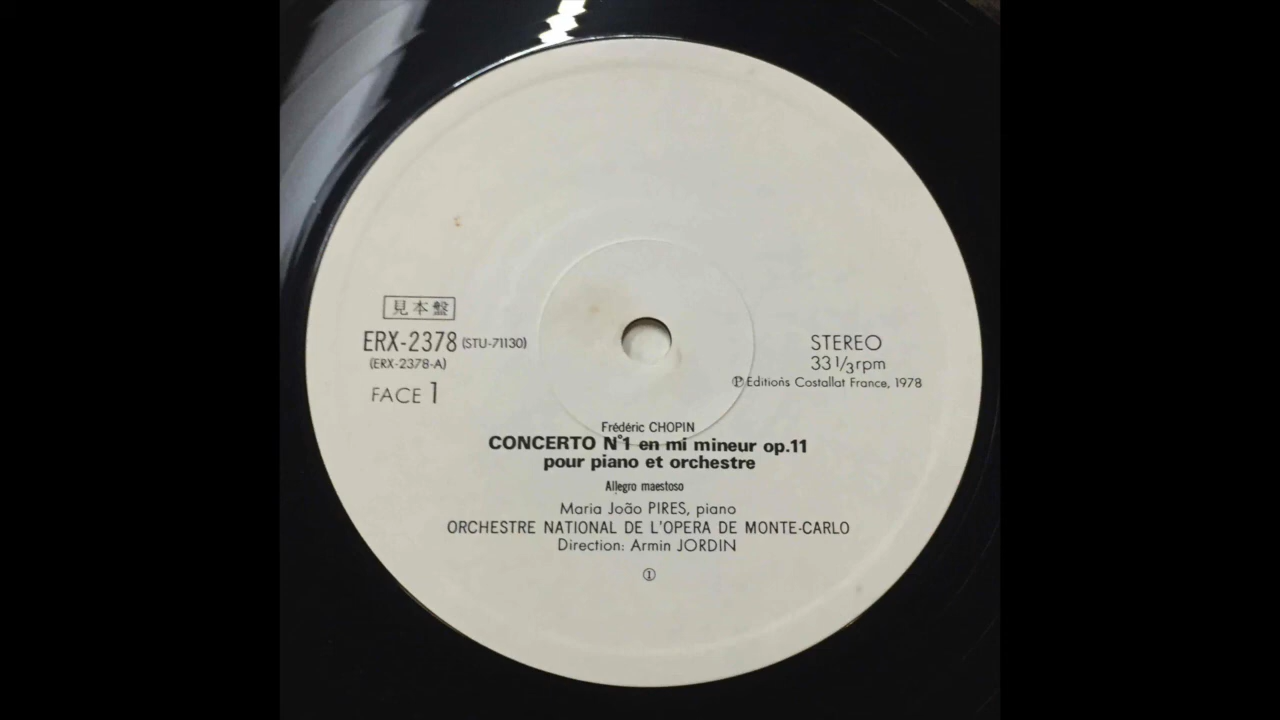 見本盤
ERX-2378 (STU-71130)
(ERX-2378-A)
FACE 1
STEREO
33 1/3 rpm
Ⓟ Editions Costallat France, 1978
Frédéric CHOPIN
CONCERTO N°1 en mi mineur op.11
pour piano et orchestre
Allegro maestoso
Maria João PIRES, piano
ORCHESTRE NATIONAL DE L'OPERA DE MONTE-CARLO
Direction: Armin JORDIN
①